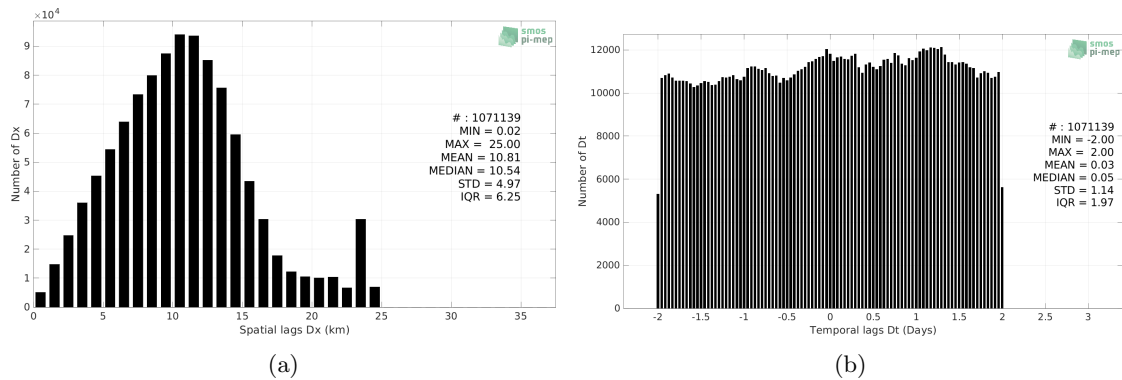 ×10⁴
9
8
7
6
5
4
3
2
1
0
Number of Dx
0 5 10 15 20 25 30 35
Spatial lags Dx (km)
smos
pi-mep
# : 1071139
MIN = 0.02
MAX = 25.00
MEAN = 10.81
MEDIAN = 10.54
STD = 4.97
IQR = 6.25
(a)
12000
10000
8000
6000
4000
2000
0
Number of Dt
-2 -1.5 -1 -0.5 0 0.5 1 1.5 2 2.5 3
Temporal lags Dt (Days)
smos
pi-mep
# : 1071139
MIN = -2.00
MAX = 2.00
MEAN = 0.03
MEDIAN = 0.05
STD = 1.14
IQR = 1.97
(b)